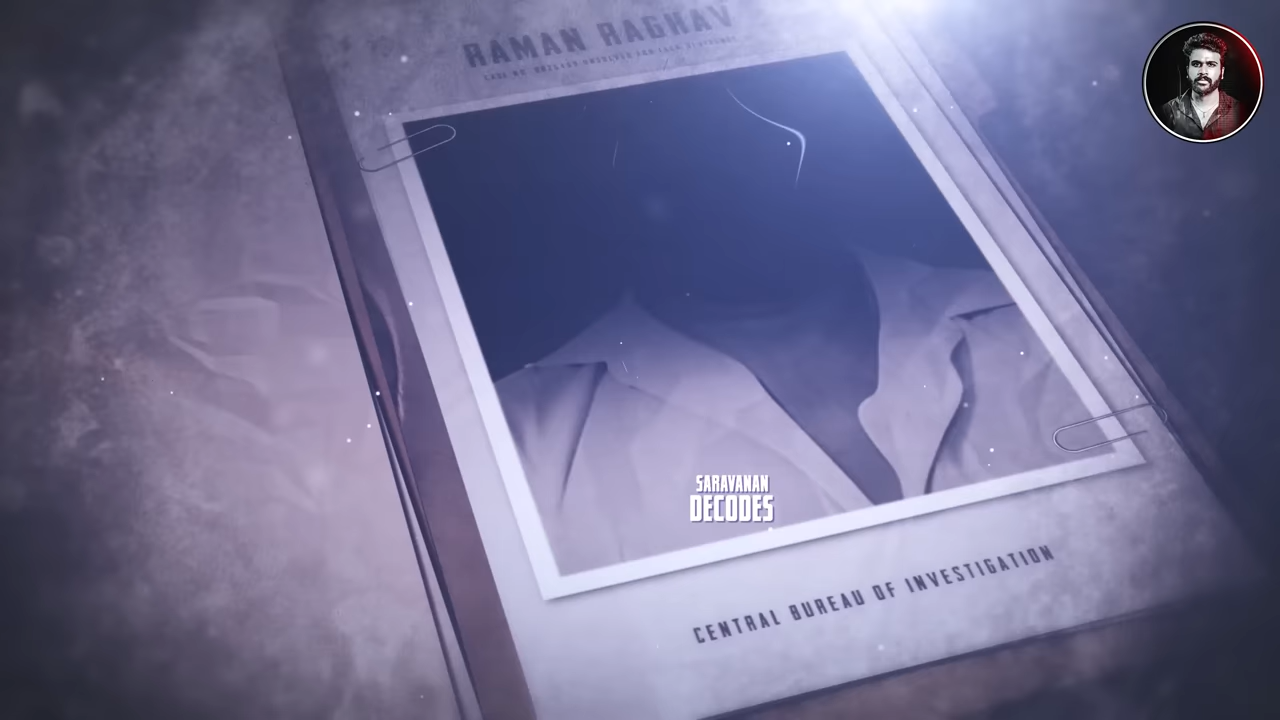 RAMAN RAGHAV
SARAVANAN
DECODES
CENTRAL BUREAU OF INVESTIGATION